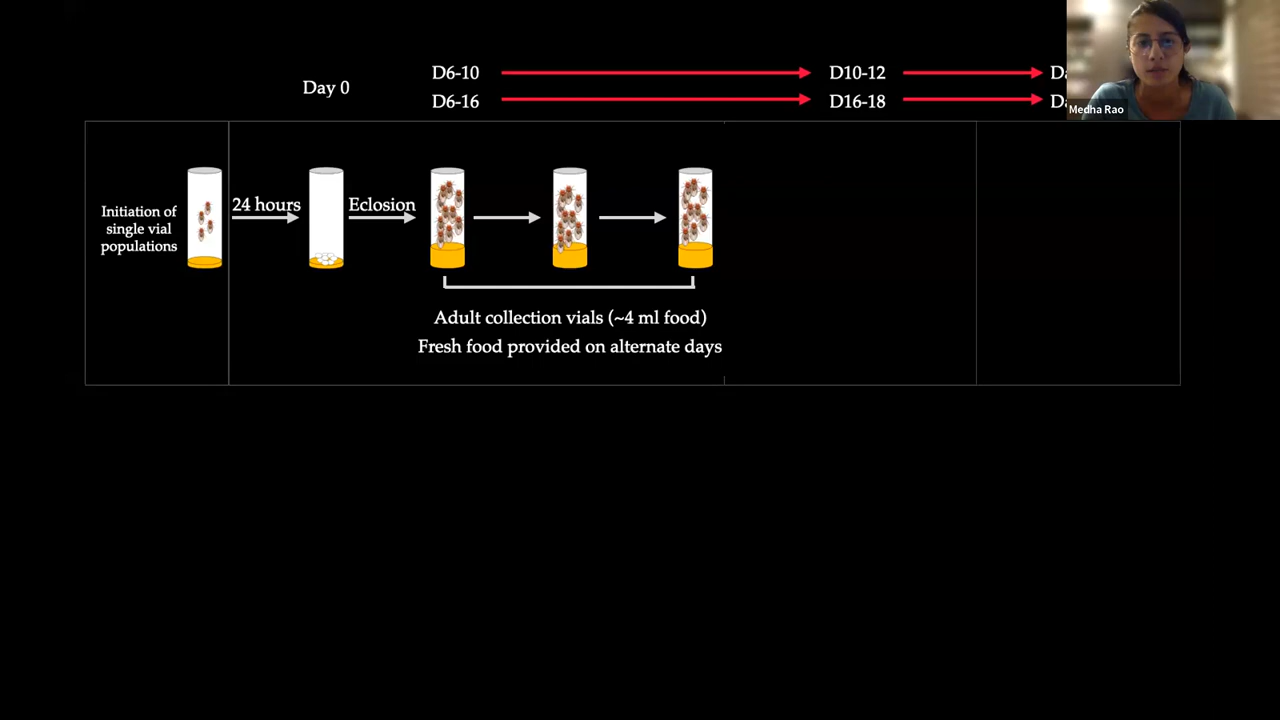 Day 0
D6-10
D10-12
D6-16
D16-18
Medha Rao
Initiation of
single vial
populations
24 hours
Eclosion
Adult collection vials (~4 ml food)
Fresh food provided on alternate days